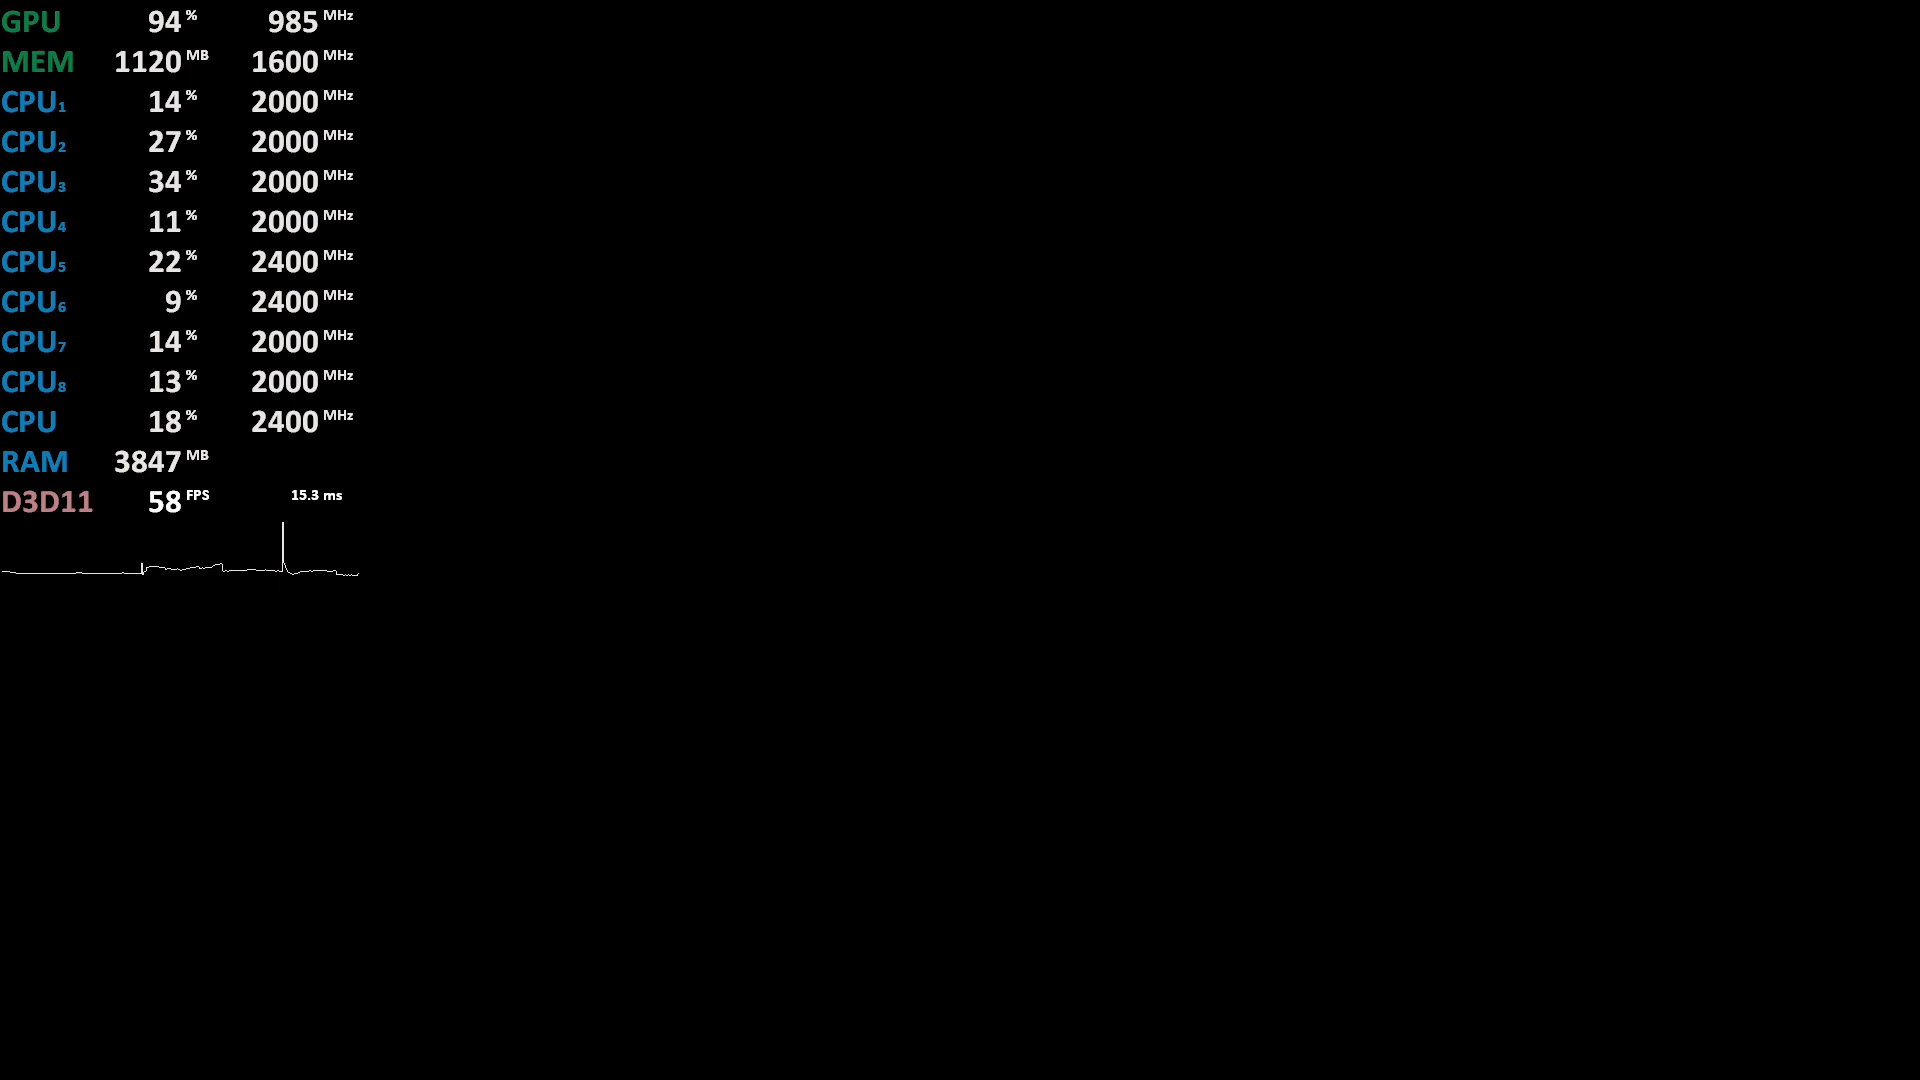 GPU 94 % 985 MHz
MEM 1120 MB 1600 MHz
CPU1 14 % 2000 MHz
CPU2 27 % 2000 MHz
CPU3 34 % 2000 MHz
CPU4 11 % 2000 MHz
CPU5 22 % 2400 MHz
CPU6 9 % 2400 MHz
CPU7 14 % 2000 MHz
CPU8 13 % 2000 MHz
CPU 18 % 2400 MHz
RAM 3847 MB
D3D11 58 FPS 15.3 ms